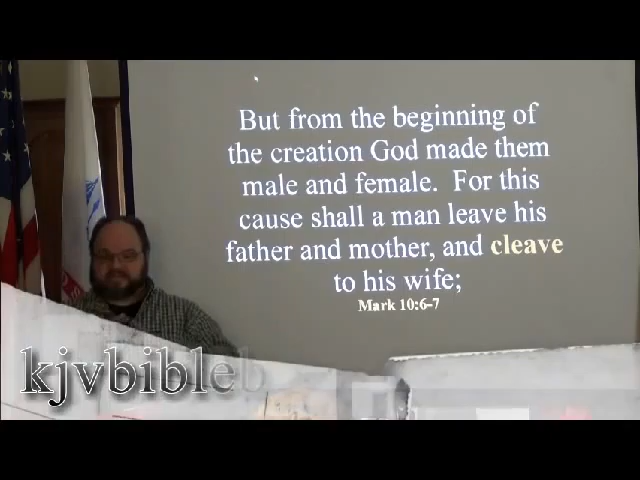 But from the beginning of
the creation God made them
male and female. For this
cause shall a man leave his
father and mother, and cleave
to his wife;
Mark 10:6-7
kjvbibleb